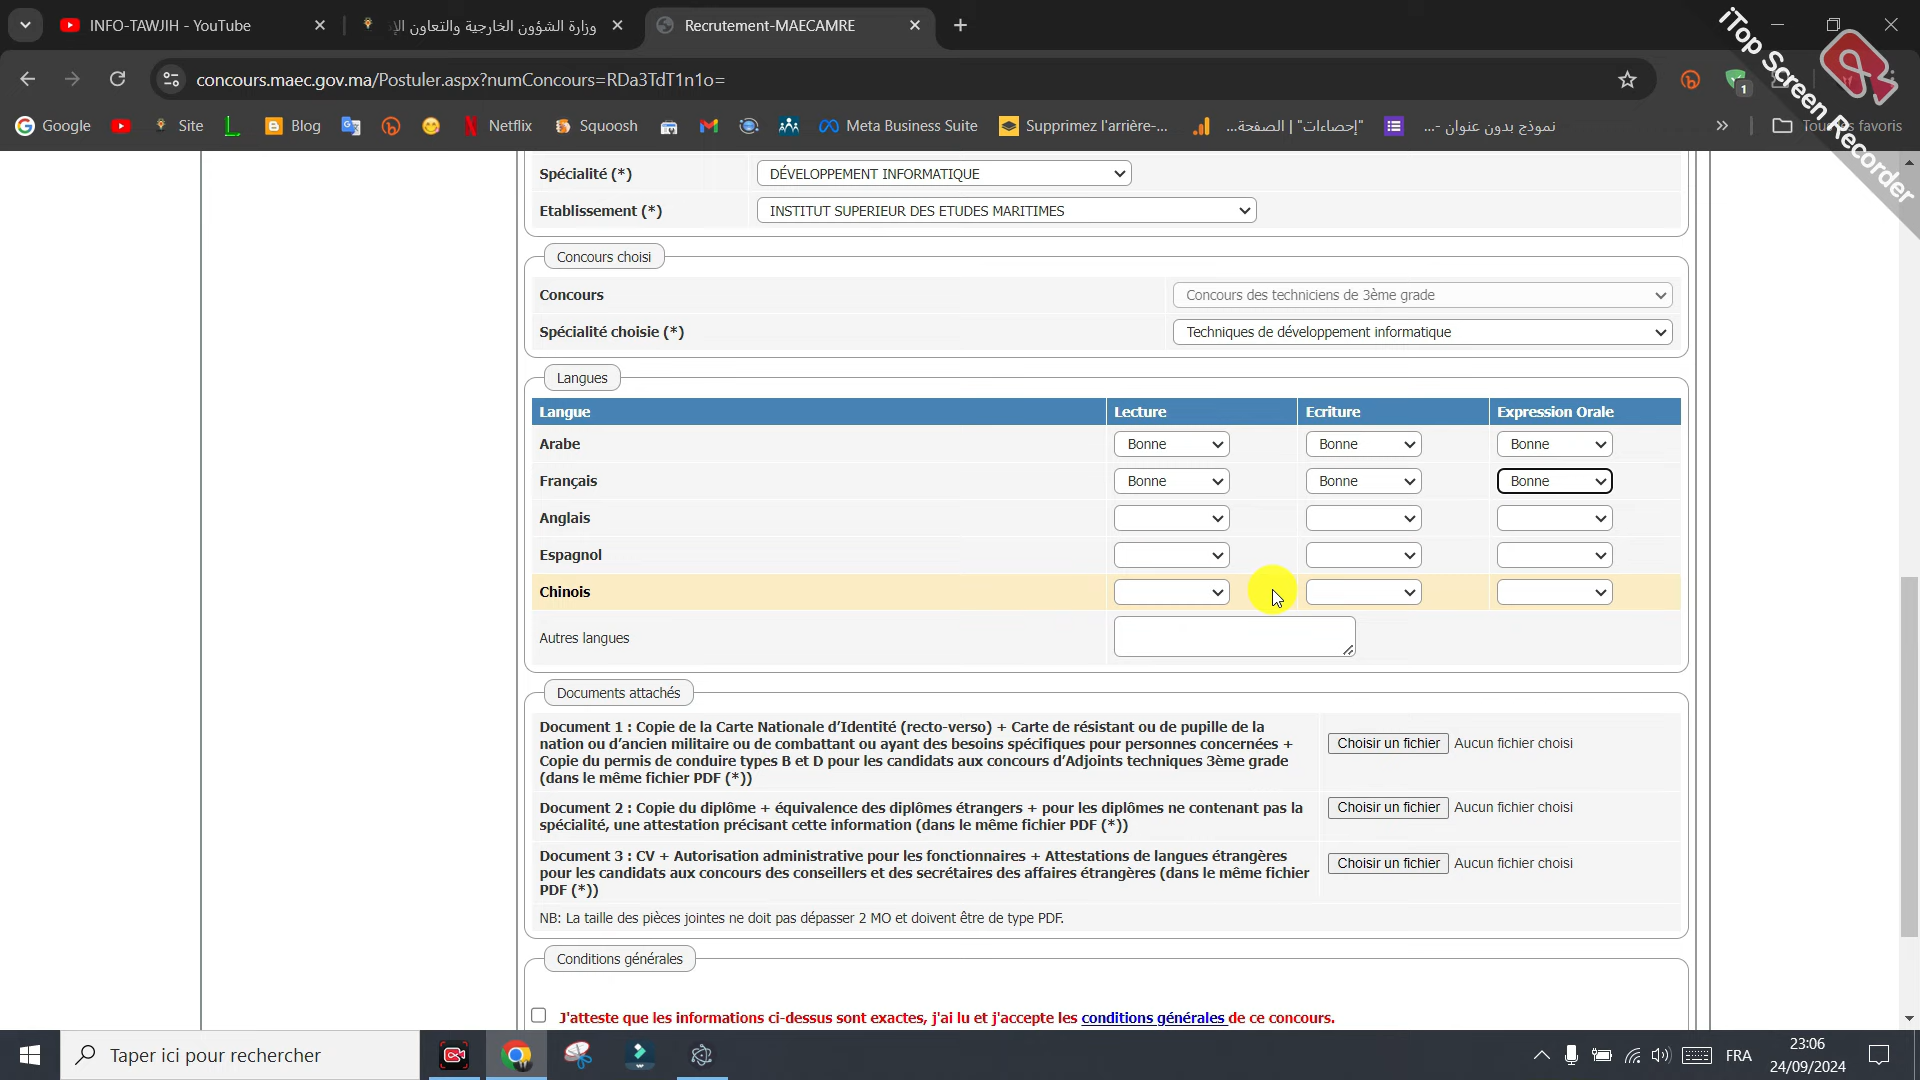 INFO-TAWJIH - YouTube
وزارة الشؤون الخارجية والتعاون الإ
Recrutement-MAECAMRE
concours.maec.gov.ma/Postuler.aspx?numConcours=RDa3TdT1n1o=
1
Google
Site
Blog
Netflix
Squoosh
Meta Business Suite
Supprimez l'arrière-...
إحصاءات" | الصفحة...
نموذج بدون عنوان -...
Tous les favoris
iTop Screen Recorder
Spécialité (*)
DÉVELOPPEMENT INFORMATIQUE
Etablissement (*)
INSTITUT SUPERIEUR DES ETUDES MARITIMES
Concours choisi
Concours
Concours des techniciens de 3ème grade
Spécialité choisie (*)
Techniques de développement informatique
Langues
Langue Lecture Ecriture Expression Orale
Arabe Bonne Bonne Bonne
Français Bonne Bonne Bonne
Anglais
Espagnol
Chinois
Autres langues
Documents attachés
Document 1 : Copie de la Carte Nationale d'Identité (recto-verso) + Carte de résistant ou de pupille de la
nation ou d'ancien militaire ou de combattant ou ayant des besoins spécifiques pour personnes concernées +
Copie du permis de conduire types B et D pour les candidats aux concours d'Adjoints techniques 3ème grade
(dans le même fichier PDF (*))
Choisir un fichier Aucun fichier choisi
Document 2 : Copie du diplôme + équivalence des diplômes étrangers + pour les diplômes ne contenant pas la
spécialité, une attestation précisant cette information (dans le même fichier PDF (*))
Choisir un fichier Aucun fichier choisi
Document 3 : CV + Autorisation administrative pour les fonctionnaires + Attestations de langues étrangères
pour les candidats aux concours des conseillers et des secrétaires des affaires étrangères (dans le même fichier
PDF (*))
Choisir un fichier Aucun fichier choisi
NB: La taille des pièces jointes ne doit pas dépasser 2 MO et doivent être de type PDF.
Conditions générales
J'atteste que les informations ci-dessus sont exactes, j'ai lu et j'accepte les conditions générales de ce concours.
Taper ici pour rechercher
FRA
23:06
24/09/2024